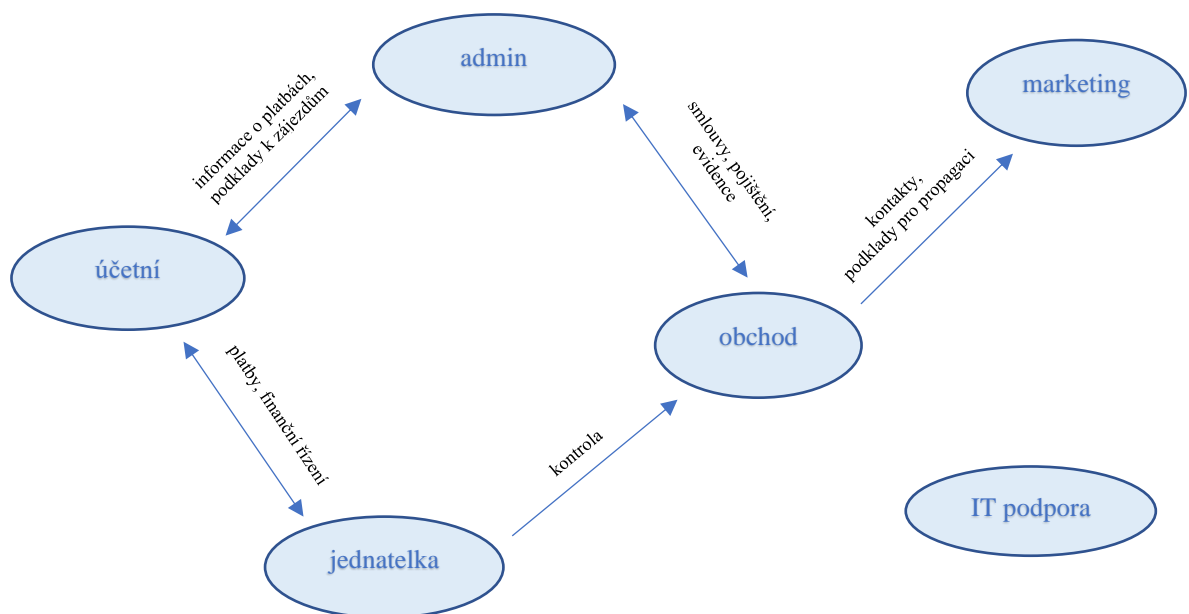 admin
marketing
informace o platbách,
podklady k zájezdům
smlouvy, pojištění,
evidence
kontakty,
podklady pro propagaci
účetní
obchod
platby, finanční řízení
kontrola
IT podpora
jednatelka